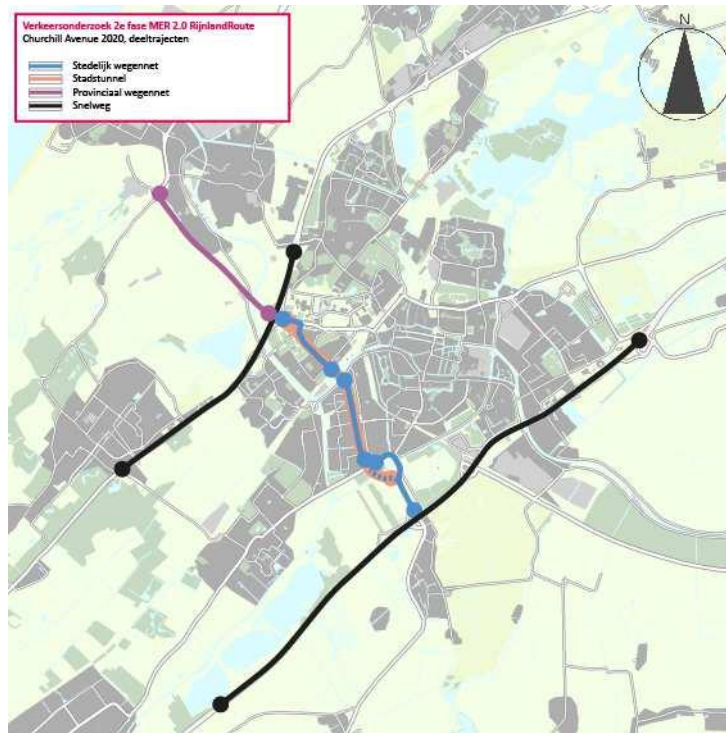 Verkeersonderzoek 2e fase MER 2.0 RijnlandRoute
Churchill Avenue 2020, deeltrajecten
Stedelijk wegennet
Stadstunnel
Provinciaal wegennet
Snelweg
N